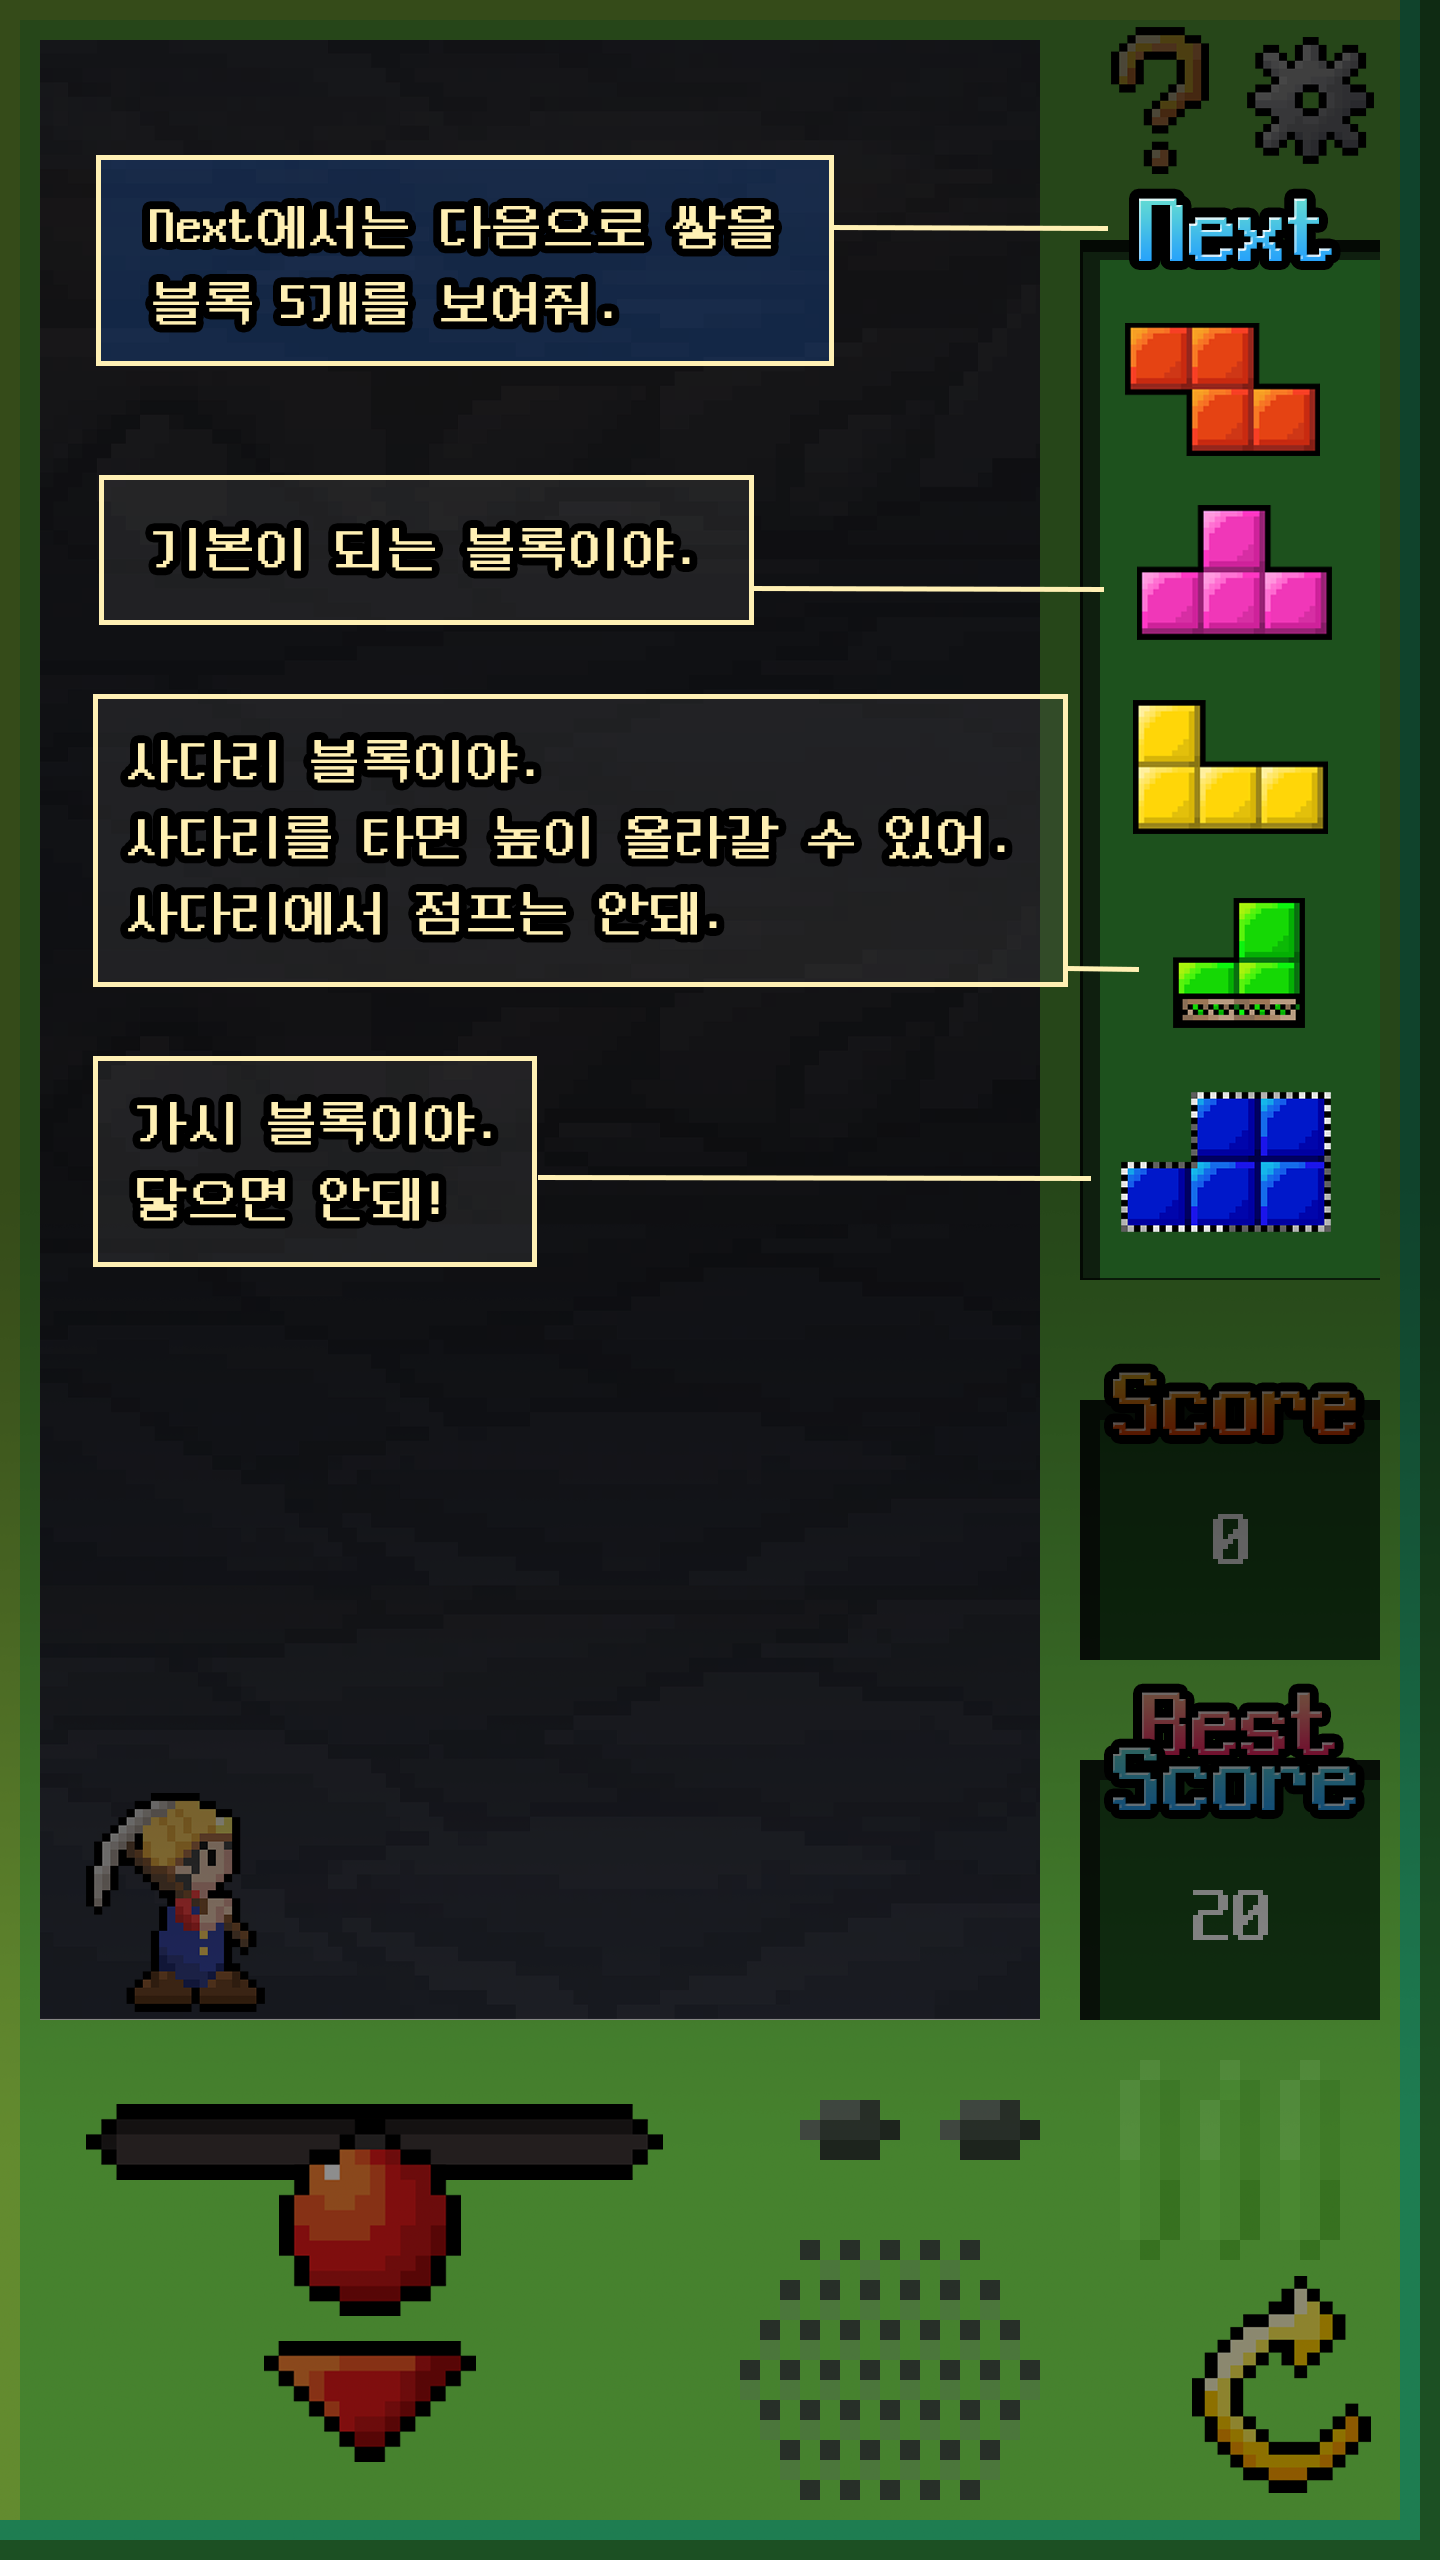 Next
Next에서는 다음으로 쌓을
블록 5개를 보여줘.
기본이 되는 블록이야.
사다리 블록이야.
사다리를 타면 높이 올라갈 수 있어.
사다리에서 점프는 안돼.
가시 블록이야.
닿으면 안돼!
Score
0
Best
Score
20